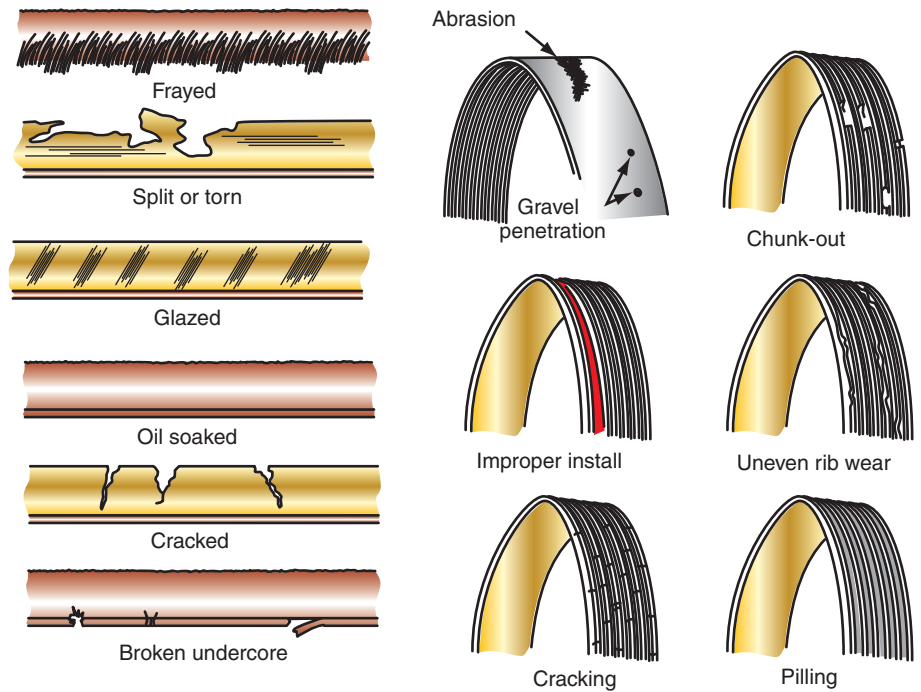 Frayed
Split or torn
Glazed
Oil soaked
Cracked
Broken undercore
Abrasion
Gravel
penetration
Chunk-out
Improper install
Uneven rib wear
Cracking
Pilling